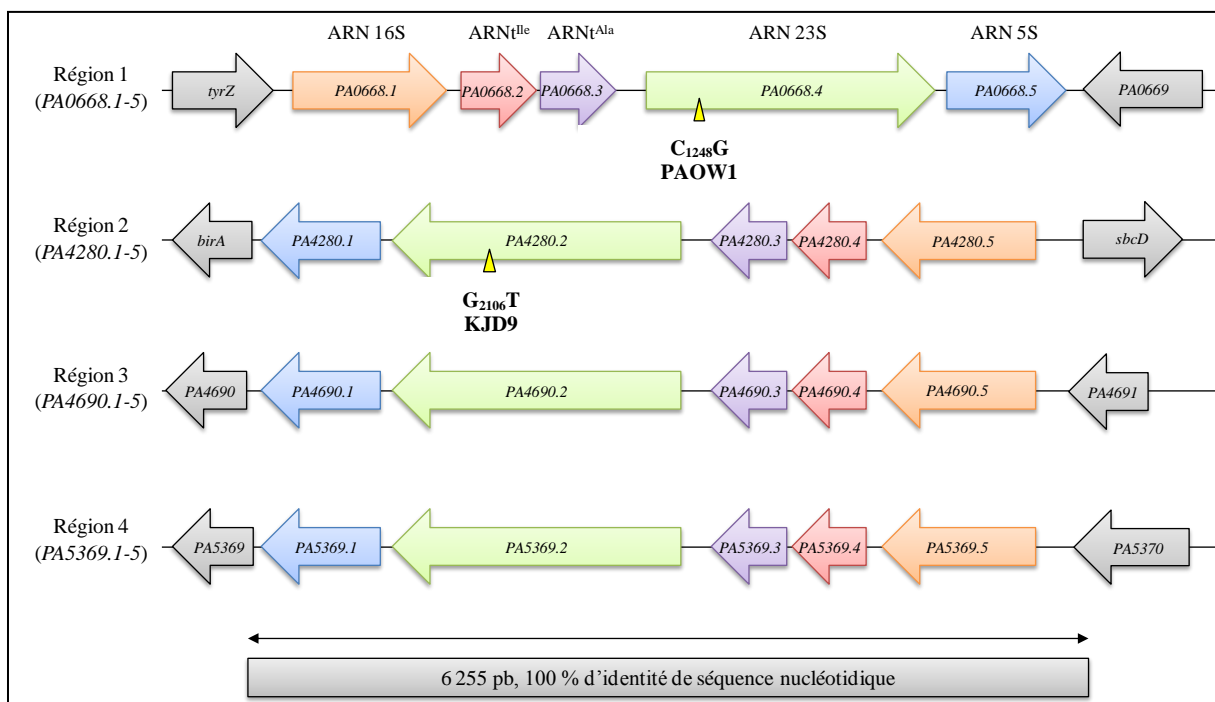 ARN 16S ARNtIle ARNtAla ARN 23S ARN 5S
Région 1
(PA0668.1-5)
tyrZ PA0668.1 PA0668.2 PA0668.3 PA0668.4 PA0668.5 PA0669
C1248G
PAOW1
Région 2
(PA4280.1-5)
birA PA4280.1 PA4280.2 PA4280.3 PA4280.4 PA4280.5 sbcD
G2106T
KJD9
Région 3
(PA4690.1-5)
PA4690 PA4690.1 PA4690.2 PA4690.3 PA4690.4 PA4690.5 PA4691
Région 4
(PA5369.1-5)
PA5369 PA5369.1 PA5369.2 PA5369.3 PA5369.4 PA5369.5 PA5370
6 255 pb, 100 % d’identité de séquence nucléotidique